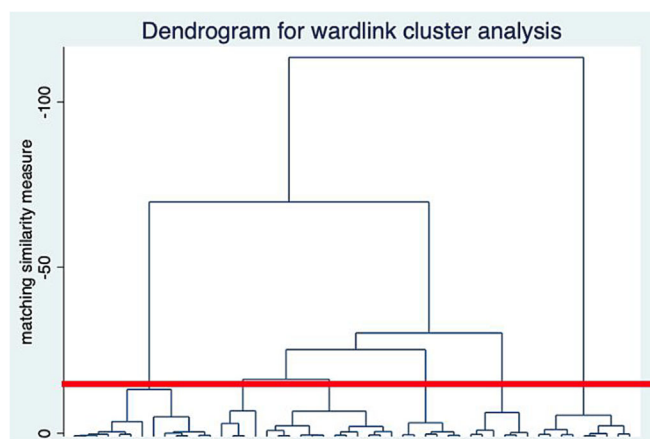 Dendrogram for wardlink cluster analysis
matching similarity measure
-100
-50
0